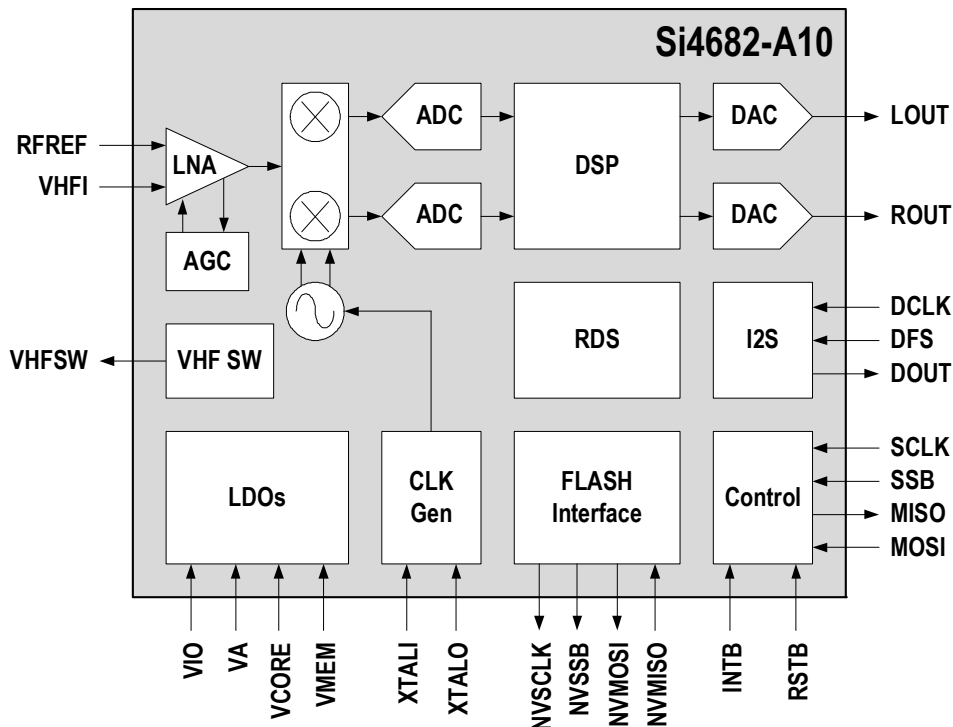 Si4682-A10
RFREF
VHFI
LNA
AGC
ADC
ADC
DSP
DAC
DAC
LOUT
ROUT
VHFSW
VHF SW
RDS
I2S
DCLK
DFS
DOUT
LDOs
CLK
Gen
FLASH
Interface
Control
SCLK
SSB
MISO
MOSI
VIO
VA
VCORE
VMEM
XTALI
XTALO
NVSCLK
NVSSB
NVMOSI
NVMISO
INTB
RSTB